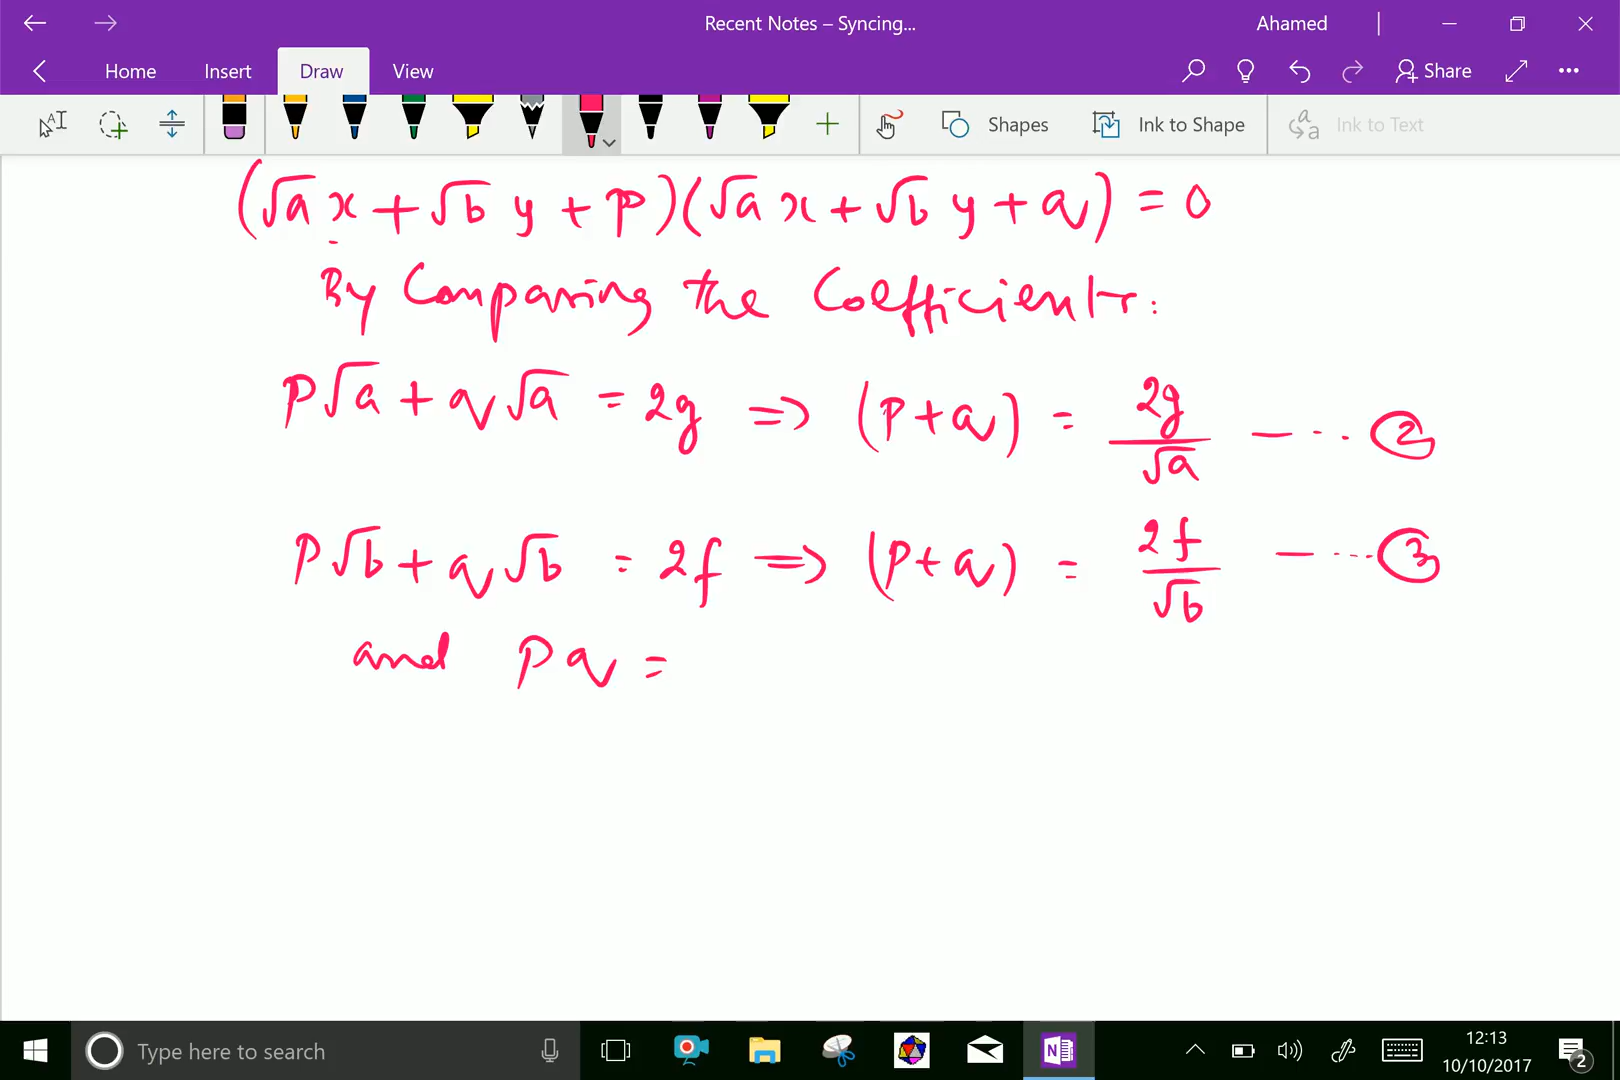 Recent Notes – Syncing...
Ahamed
Home Insert Draw View
Share
Shapes
Ink to Shape
Ink to Text
(√a x + √b y + p)(√a x + √b y + q) = 0
By Comparing the Coefficients:
p√a + q√a = 2g ⇒ (p+q) = 2g/√a — ... ②
p√b + q√b = 2f ⇒ (p+q) = 2f/√b — ... ③
and pq =
Type here to search
12:13
10/10/2017
2